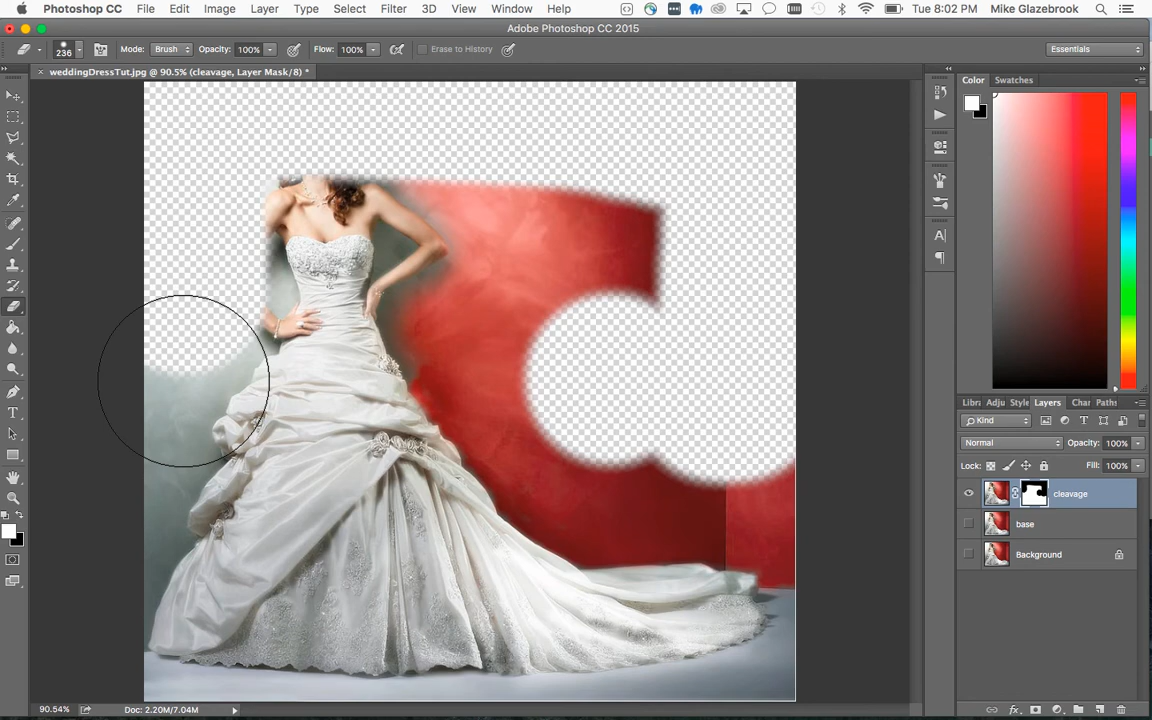 Photoshop CC File Edit Image Layer Type Select Filter 3D View Window Help Tue 8:02 PM Mike Glazebrook
Adobe Photoshop CC 2015
236 Mode: Brush Opacity: 100% Flow: 100% Erase to History Essentials
× weddingDressTut.jpg @ 90.5% (cleavage, Layer Mask/8) *
Color Swatches
Libra Adju Style Layers Char Paths
Kind
Normal Opacity: 100%
Lock: Fill: 100%
cleavage
base
Background
90.54% Doc: 2.20M/7.04M